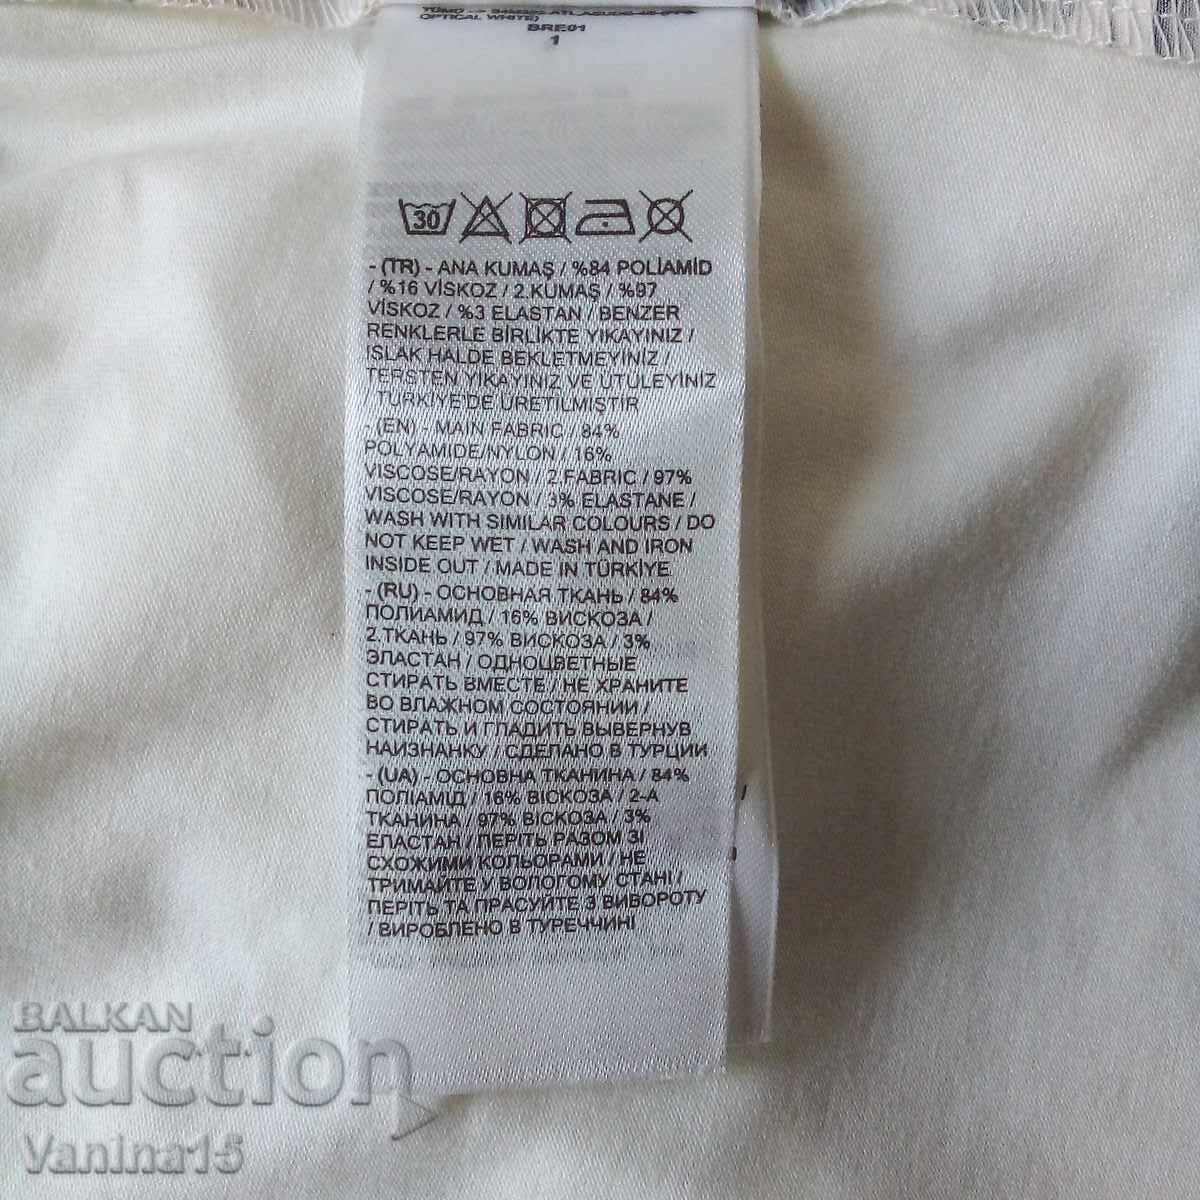 OPTICAL WHITE)
BRE01
1
30
- (TR) - ANA KUMAŞ / %84 POLİAMİD
/ %16 VİSKOZ / 2.KUMAŞ / %97
VİSKOZ / %3 ELASTAN / BENZER
RENKLERLE BİRLİKTE YIKAYINIZ /
ISLAK HALDE BEKLETMEYİNİZ /
TERSTEN YIKAYINIZ VE ÜTÜLEYİNİZ
TÜRKİYE'DE ÜRETİLMİŞTİR
- (EN) - MAIN FABRIC / 84%
POLYAMIDE/NYLON / 16%
VISCOSE/RAYON / 2.FABRIC / 97%
VISCOSE/RAYON / 3% ELASTANE /
WASH WITH SIMILAR COLOURS / DO
NOT KEEP WET / WASH AND IRON
INSIDE OUT / MADE IN TÜRKİYE
- (RU) - ОСНОВНАЯ ТКАНЬ / 84%
ПОЛИАМИД / 16% ВИСКОЗА /
2.ТКАНЬ / 97% ВИСКОЗА / 3%
ЭЛАСТАН / ОДНОЦВЕТНЫЕ
СТИРАТЬ ВМЕСТЕ / НЕ ХРАНИТЕ
ВО ВЛАЖНОМ СОСТОЯНИИ /
СТИРАТЬ И ГЛАДИТЬ ВЫВЕРНУВ
НАИЗНАНКУ / СДЕЛАНО В ТУРЦИИ
- (UA) - ОСНОВНА ТКАНИНА / 84%
ПОЛІАМІД / 16% ВІСКОЗА / 2-А
ТКАНИНА / 97% ВІСКОЗА / 3%
ЕЛАСТАН / ПЕРІТЬ РАЗОМ ЗІ
СХОЖИМИ КОЛЬОРАМИ / НЕ
ТРИМАЙТЕ У ВОЛОГОМУ СТАНІ /
ПЕРІТЬ ТА ПРАСУЙТЕ З ВИВОРОТУ
/ ВИРОБЛЕНО В ТУРЕЧЧИНІ
BALKAN
auction
Vanina15